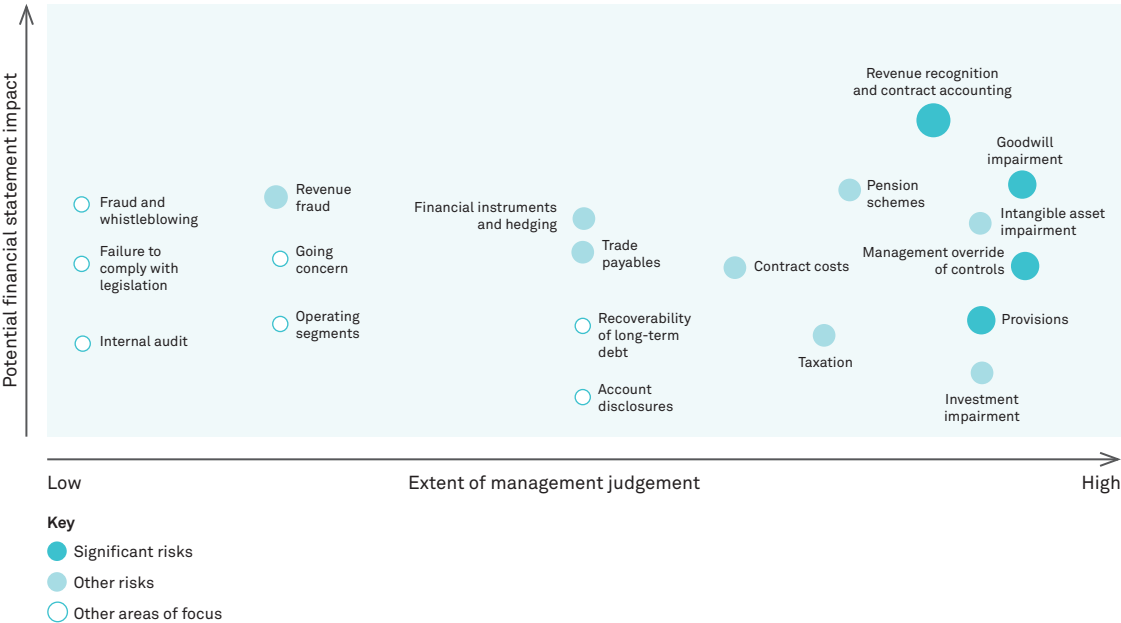 Potential financial statement impact
Revenue recognition
and contract accounting
Goodwill
impairment
Fraud and
whistleblowing
Revenue
fraud
Financial instruments
and hedging
Pension
schemes
Intangible asset
impairment
Failure to
comply with
legislation
Going
concern
Trade
payables
Contract costs
Management override
of controls
Internal audit
Operating
segments
Recoverability
of long-term
debt
Taxation
Provisions
Account
disclosures
Investment
impairment
Low
Extent of management judgement
High
Key
Significant risks
Other risks
Other areas of focus